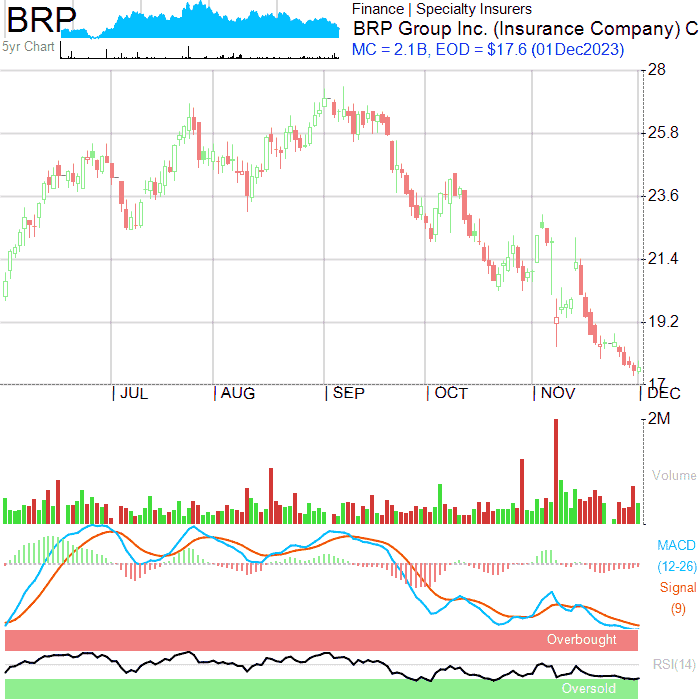 BRP
5yr Chart
Finance | Specialty Insurers
BRP Group Inc. (Insurance Company) C
MC = 2.1B, EOD = $17.6 (01Dec2023)
28
25.8
23.6
21.4
19.2
17
JUL
AUG
SEP
OCT
NOV
DEC
2M
Volume
MACD
(12-26)
Signal
(9)
Overbought
RSI(14)
Oversold